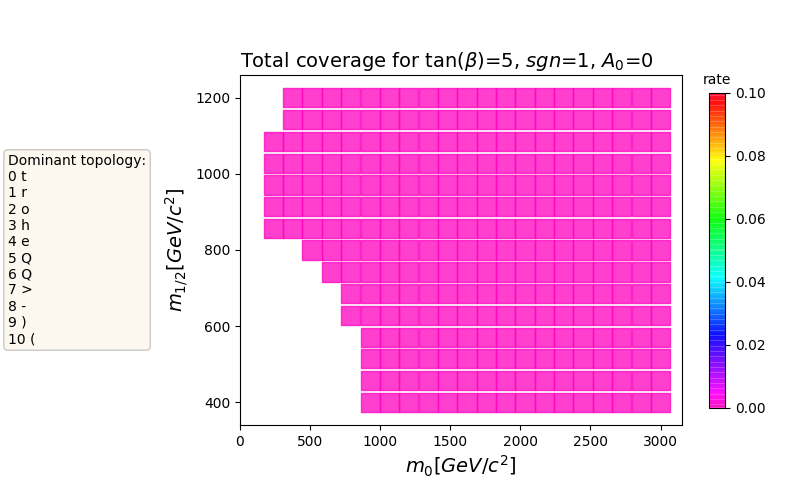 Total coverage for tan(β)=5, sgn=1, A₀=0
rate
Dominant topology:
0 t
1 r
2 o
3 h
4 e
5 Q
6 Q
7 >
8 -
9 )
10 (
m₁/₂[GeV/c²]
1200
1000
800
600
400
0 500 1000 1500 2000 2500 3000
m₀[GeV/c²]
0.10
0.08
0.06
0.04
0.02
0.00